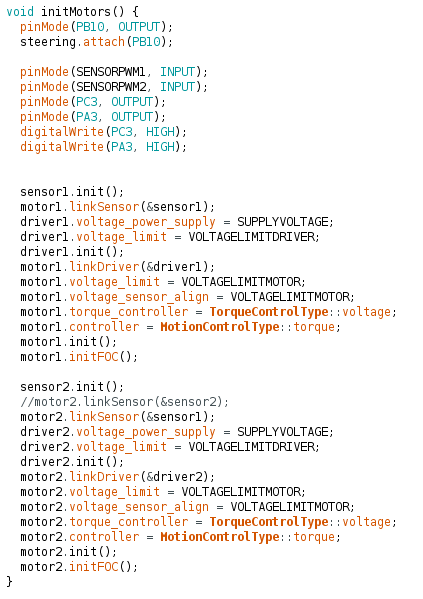 void initMotors() {
  pinMode(PB10, OUTPUT);
  steering.attach(PB10);

  pinMode(SENSORPWM1, INPUT);
  pinMode(SENSORPWM2, INPUT);
  pinMode(PC3, OUTPUT);
  pinMode(PA3, OUTPUT);
  digitalWrite(PC3, HIGH);
  digitalWrite(PA3, HIGH);


  sensor1.init();
  motor1.linkSensor(&sensor1);
  driver1.voltage_power_supply = SUPPLYVOLTAGE;
  driver1.voltage_limit = VOLTAGELIMITDRIVER;
  driver1.init();
  motor1.linkDriver(&driver1);
  motor1.voltage_limit = VOLTAGELIMITMOTOR;
  motor1.voltage_sensor_align = VOLTAGELIMITMOTOR;
  motor1.torque_controller = TorqueControlType::voltage;
  motor1.controller = MotionControlType::torque;
  motor1.init();
  motor1.initFOC();

  sensor2.init();
  //motor2.linkSensor(&sensor2);
  motor2.linkSensor(&sensor1);
  driver2.voltage_power_supply = SUPPLYVOLTAGE;
  driver2.voltage_limit = VOLTAGELIMITDRIVER;
  driver2.init();
  motor2.linkDriver(&driver2);
  motor2.voltage_limit = VOLTAGELIMITMOTOR;
  motor2.voltage_sensor_align = VOLTAGELIMITMOTOR;
  motor2.torque_controller = TorqueControlType::voltage;
  motor2.controller = MotionControlType::torque;
  motor2.init();
  motor2.initFOC();
}